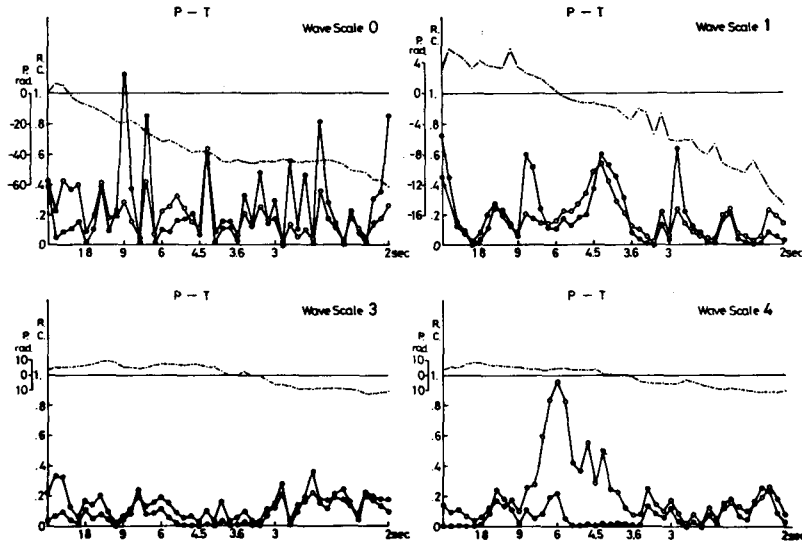 P - T
Wave Scale 0
R.
P. C.
rad.
0 1.
-20 .8
-40 .6
-60 .4
.2
0
18 9 6 4.5 3.6 3 2sec
P - T
Wave Scale 1
R.
P. C.
rad.
4
0 1.
-4 .8
-8 .6
-12 .4
-16 .2
0
18 9 6 4.5 3.6 3 2sec
P - T
Wave Scale 3
R.
P. C.
rad.
10
0 1.
10
.8
.6
.4
.2
0
18 9 6 4.5 3.6 3 2sec
P - T
Wave Scale 4
R.
P. C.
rad.
10
0 1.
10
.8
.6
.4
.2
0
18 9 6 4.5 3.6 3 2sec